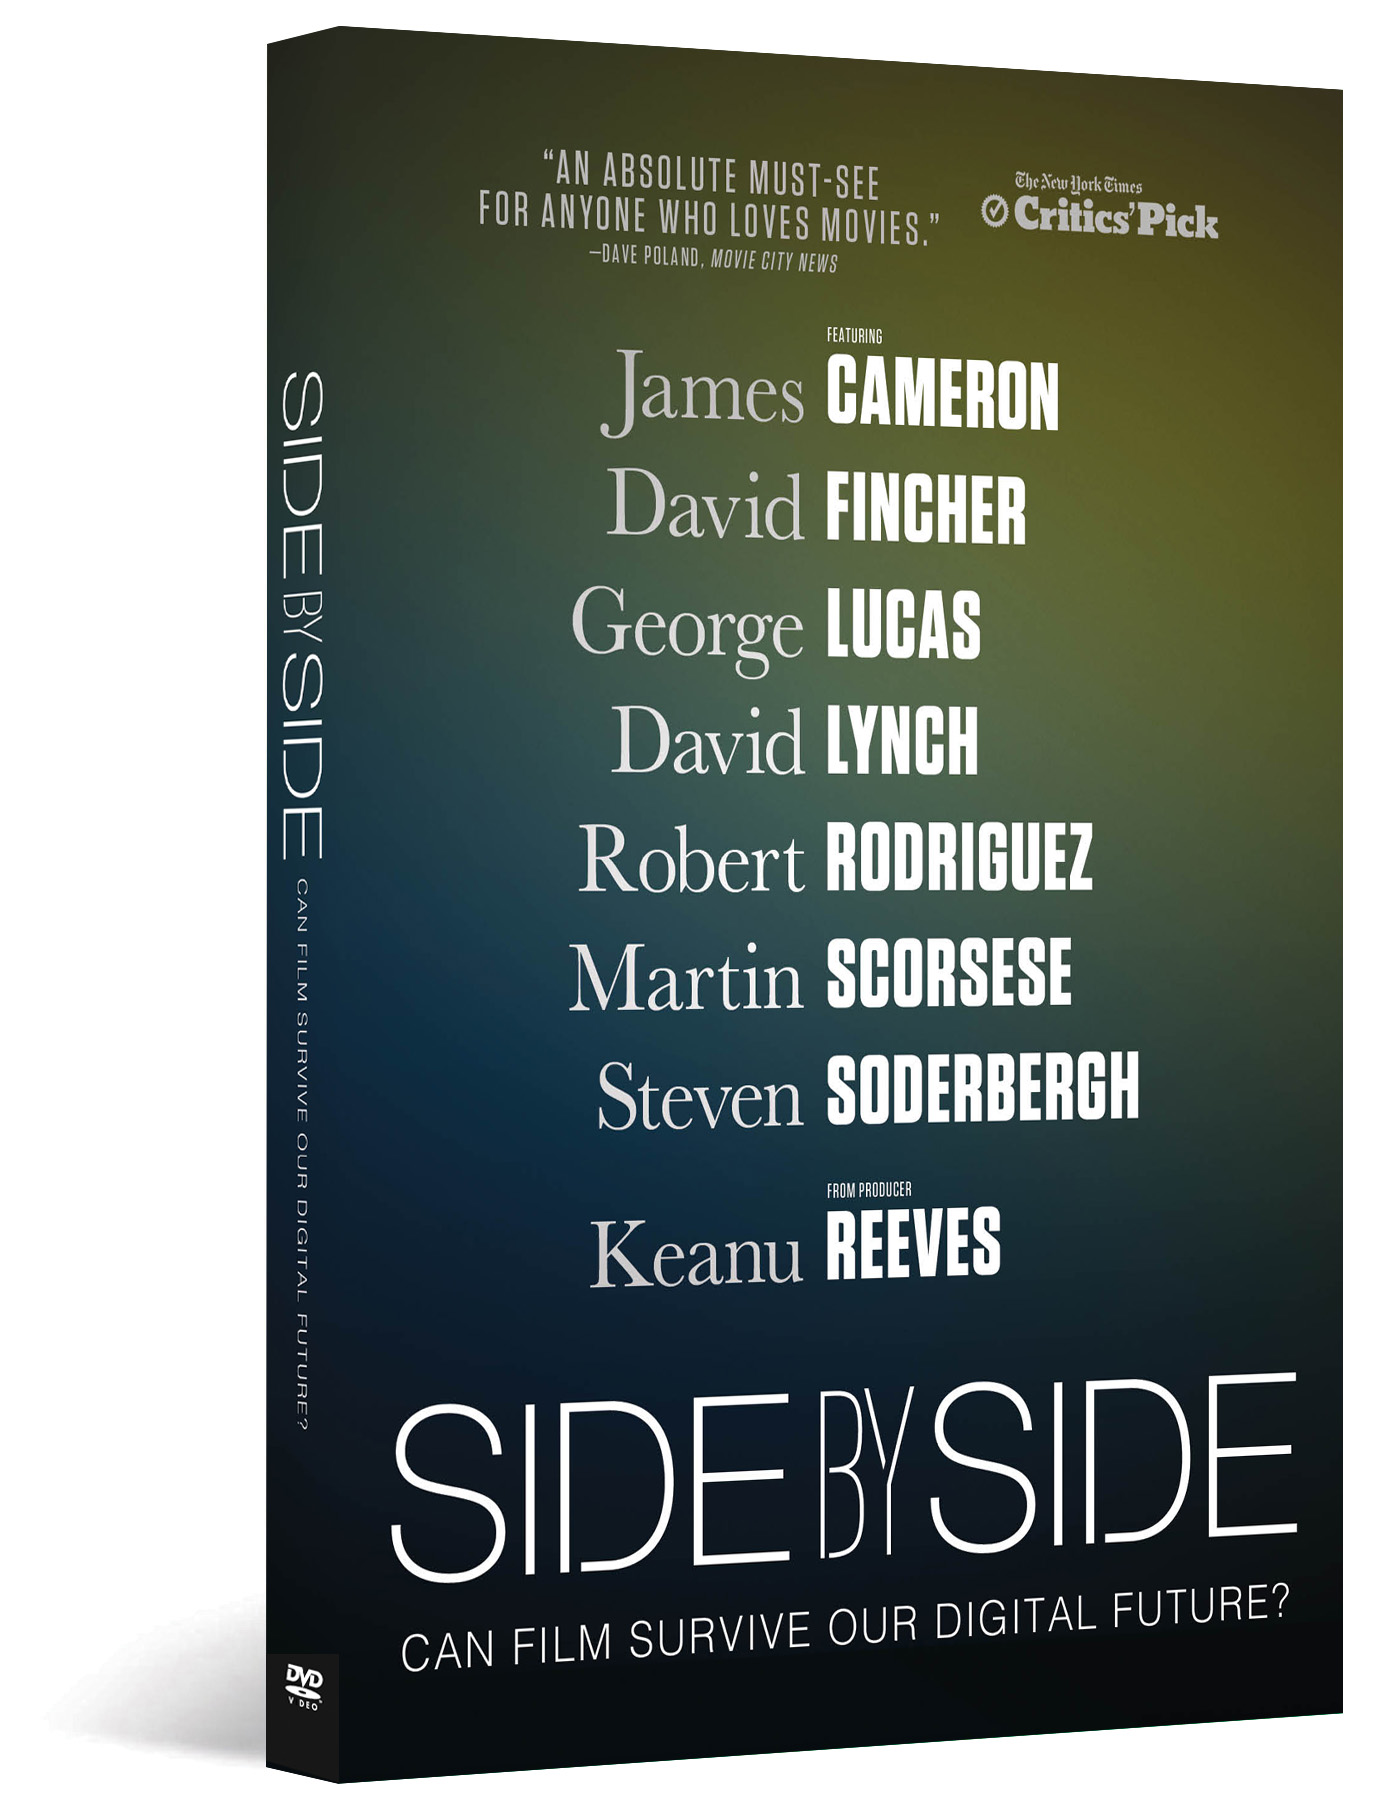 “AN ABSOLUTE MUST-SEE
FOR ANYONE WHO LOVES MOVIES.”
—DAVE POLAND, MOVIE CITY NEWS
The New York Times
Critics’ Pick
FEATURING
James CAMERON
David FINCHER
George LUCAS
David LYNCH
Robert RODRIGUEZ
Martin SCORSESE
Steven SODERBERGH
FROM PRODUCER
Keanu REEVES
SIDE BY SIDE
CAN FILM SURVIVE OUR DIGITAL FUTURE?
SIDE BY SIDE CAN FILM SURVIVE OUR DIGITAL FUTURE?
DVD
VIDEO™